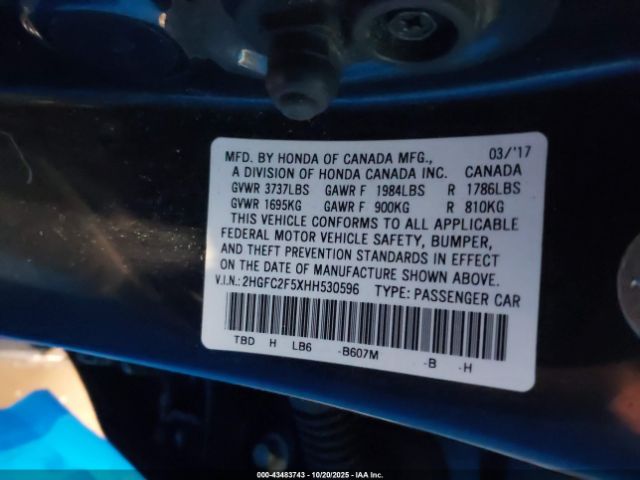 MFD. BY HONDA OF CANADA MFG., 03/'17
A DIVISION OF HONDA CANADA INC. CANADA
GVWR 3737LBS GAWR F 1984LBS R 1786LBS
GVWR 1695KG GAWR F 900KG R 810KG
THIS VEHICLE CONFORMS TO ALL APPLICABLE
FEDERAL MOTOR VEHICLE SAFETY, BUMPER,
AND THEFT PREVENTION STANDARDS IN EFFECT
ON THE DATE OF MANUFACTURE SHOWN ABOVE.
V.I.N.: 2HGFC2F5XHH530596 TYPE: PASSENGER CAR
TBD H LB6 -B607M -B -H
000-43483743 - 10/20/2025 - IAA Inc.